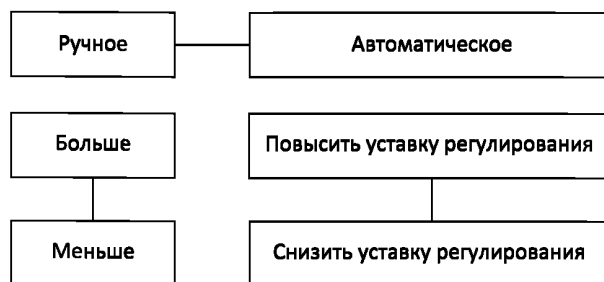 Ручное
Автоматическое
Больше
Повысить уставку регулирования
Меньше
Снизить уставку регулирования